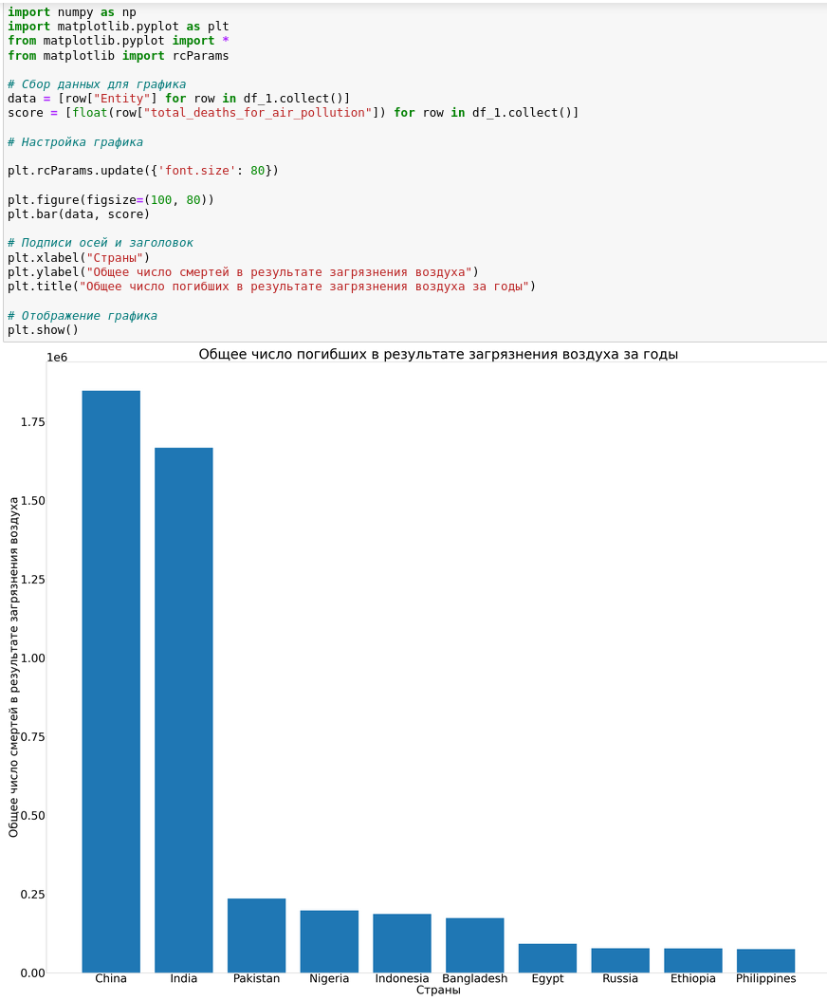 import numpy as np
import matplotlib.pyplot as plt
from matplotlib.pyplot import *
from matplotlib import rcParams
# Сбор данных для графика
data = [row["Entity"] for row in df_1.collect()]
score = [float(row["total_deaths_for_air_pollution"]) for row in df_1.collect()]
# Настройка графика
plt.rcParams.update({'font.size': 80})
plt.figure(figsize=(100, 80))
plt.bar(data, score)
# Подписи осей и заголовок
plt.xlabel("Страны")
plt.ylabel("Общее число смертей в результате загрязнения воздуха")
plt.title("Общее число погибших в результате загрязнения воздуха за годы")
# Отображение графика
plt.show()
Общее число погибших в результате загрязнения воздуха за годы
1e6
1.75
1.50
1.25
1.00
0.75
0.50
0.25
0.00
Общее число смертей в результате загрязнения воздуха
China India Pakistan Nigeria Indonesia Bangladesh Egypt Russia Ethiopia Philippines
Страны